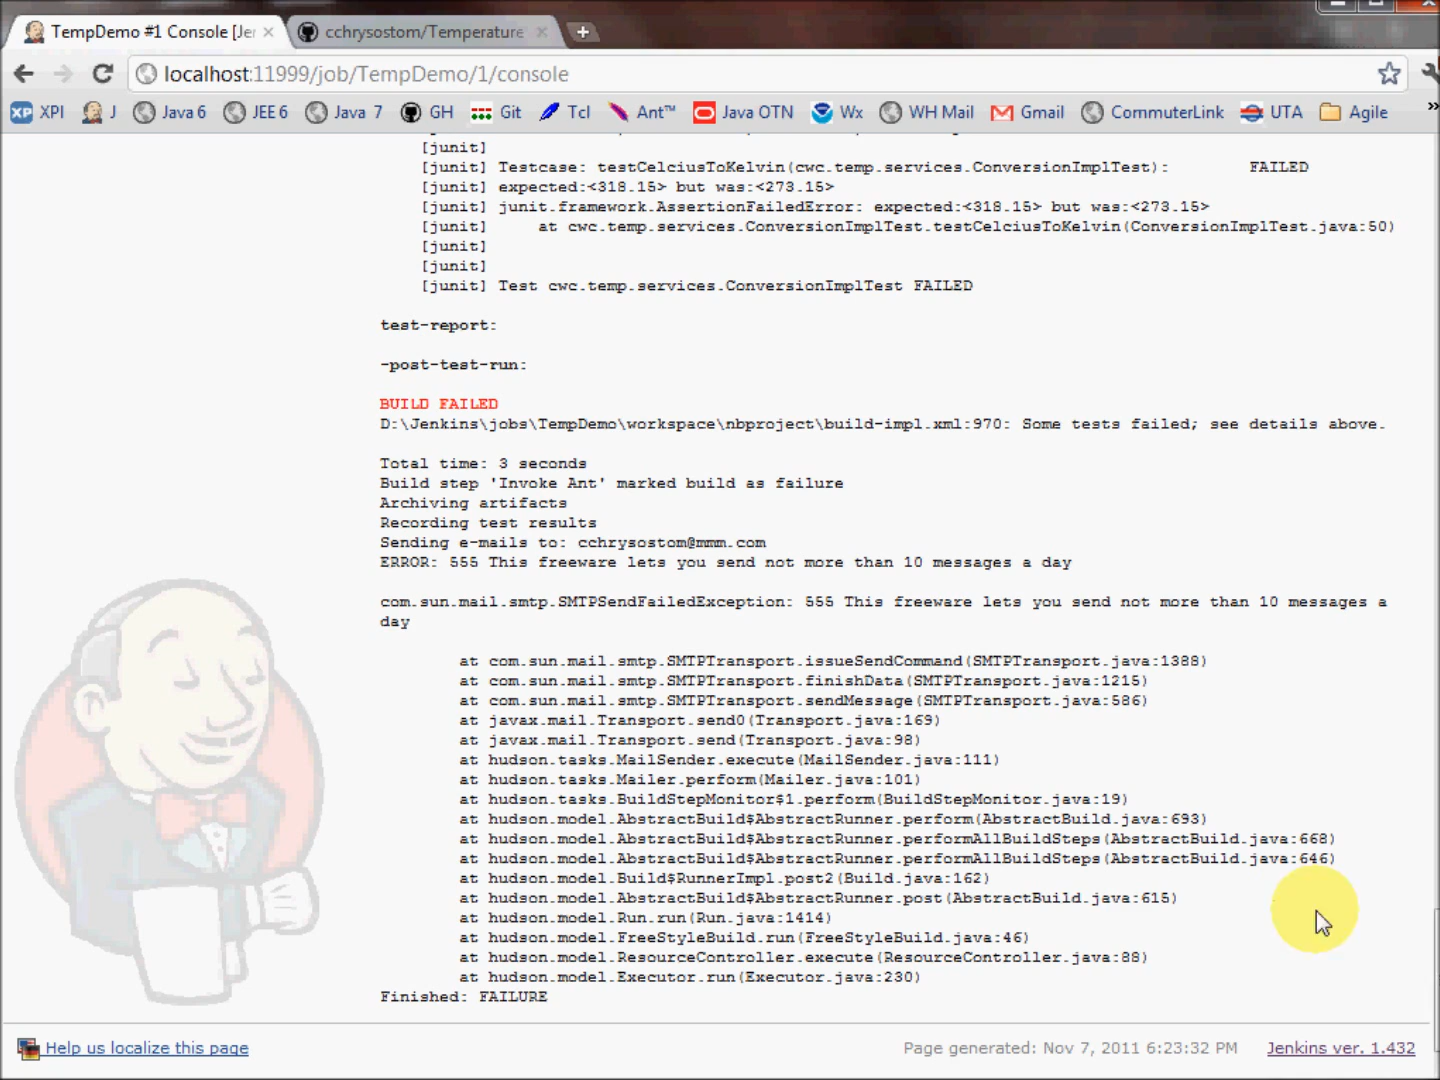 TempDemo #1 Console [Je
cchrysostom/Temperature
localhost:11999/job/TempDemo/1/console
XP XPI J Java 6 JEE 6 Java 7 GH Git Tcl Ant™ Java OTN Wx WH Mail Gmail CommuterLink UTA Agile »
[junit]
[junit] Testcase: testCelciusToKelvin(cwc.temp.services.ConversionImplTest): FAILED
[junit] expected:<318.15> but was:<273.15>
[junit] junit.framework.AssertionFailedError: expected:<318.15> but was:<273.15>
[junit] at cwc.temp.services.ConversionImplTest.testCelciusToKelvin(ConversionImplTest.java:50)
[junit]
[junit]
[junit] Test cwc.temp.services.ConversionImplTest FAILED
test-report:
-post-test-run:
BUILD FAILED
D:\Jenkins\jobs\TempDemo\workspace\nbproject\build-impl.xml:970: Some tests failed; see details above.
Total time: 3 seconds
Build step 'Invoke Ant' marked build as failure
Archiving artifacts
Recording test results
Sending e-mails to: cchrysostom@mmm.com
ERROR: 555 This freeware lets you send not more than 10 messages a day
com.sun.mail.smtp.SMTPSendFailedException: 555 This freeware lets you send not more than 10 messages a
day
at com.sun.mail.smtp.SMTPTransport.issueSendCommand(SMTPTransport.java:1388)
at com.sun.mail.smtp.SMTPTransport.finishData(SMTPTransport.java:1215)
at com.sun.mail.smtp.SMTPTransport.sendMessage(SMTPTransport.java:586)
at javax.mail.Transport.send0(Transport.java:169)
at javax.mail.Transport.send(Transport.java:98)
at hudson.tasks.MailSender.execute(MailSender.java:111)
at hudson.tasks.Mailer.perform(Mailer.java:101)
at hudson.tasks.BuildStepMonitor$1.perform(BuildStepMonitor.java:19)
at hudson.model.AbstractBuild$AbstractRunner.perform(AbstractBuild.java:693)
at hudson.model.AbstractBuild$AbstractRunner.performAllBuildSteps(AbstractBuild.java:668)
at hudson.model.AbstractBuild$AbstractRunner.performAllBuildSteps(AbstractBuild.java:646)
at hudson.model.Build$RunnerImpl.post2(Build.java:162)
at hudson.model.AbstractBuild$AbstractRunner.post(AbstractBuild.java:615)
at hudson.model.Run.run(Run.java:1414)
at hudson.model.FreeStyleBuild.run(FreeStyleBuild.java:46)
at hudson.model.ResourceController.execute(ResourceController.java:88)
at hudson.model.Executor.run(Executor.java:230)
Finished: FAILURE
Help us localize this page
Page generated: Nov 7, 2011 6:23:32 PM Jenkins ver. 1.432